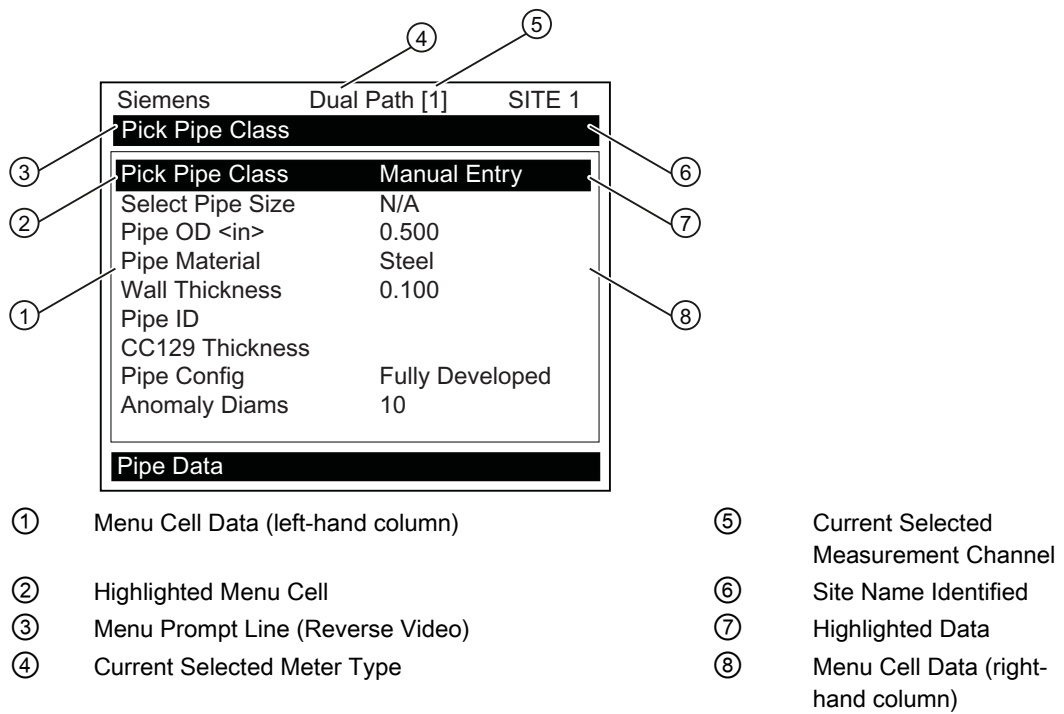 ④ ⑤
Siemens Dual Path [1] SITE 1
Pick Pipe Class
③ ⑥
Pick Pipe Class Manual Entry
② ⑦
Select Pipe Size N/A
Pipe OD <in> 0.500
Pipe Material Steel
Wall Thickness 0.100
① ⑧
Pipe ID
CC129 Thickness
Pipe Config Fully Developed
Anomaly Diams 10
Pipe Data
① Menu Cell Data (left-hand column)
② Highlighted Menu Cell
③ Menu Prompt Line (Reverse Video)
④ Current Selected Meter Type
⑤ Current Selected
Measurement Channel
⑥ Site Name Identified
⑦ Highlighted Data
⑧ Menu Cell Data (right-
hand column)